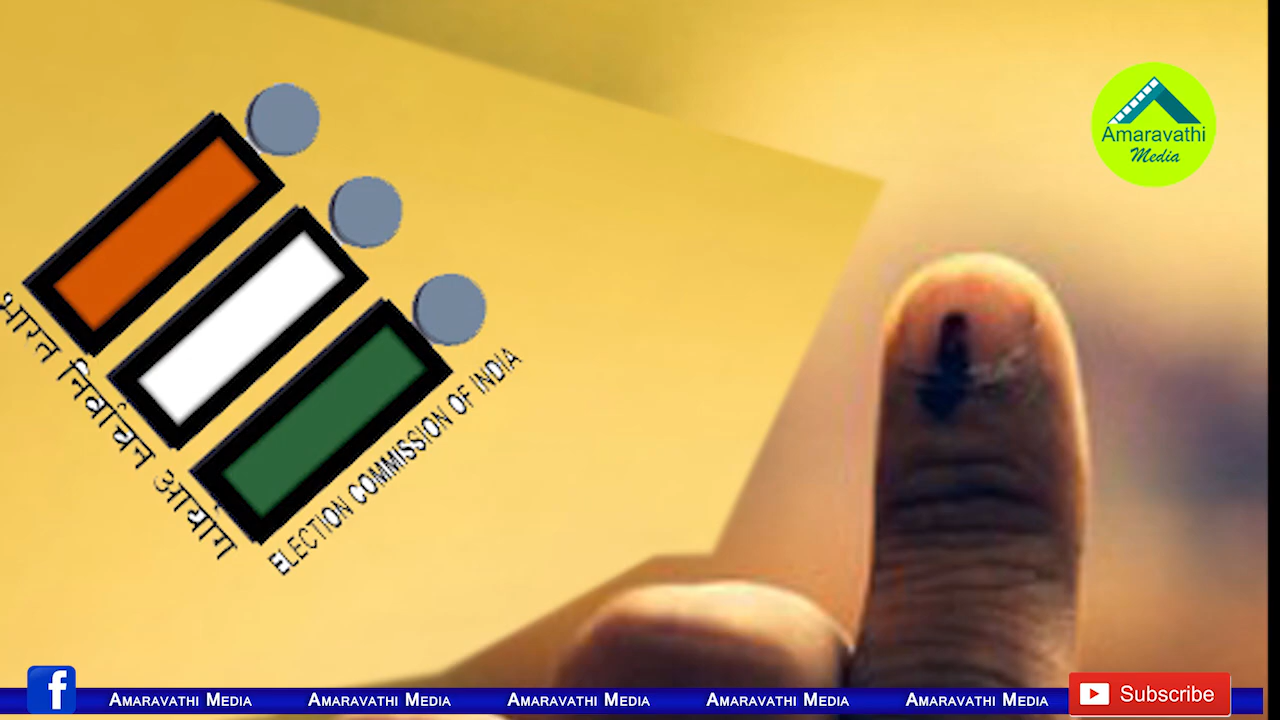 Amaravathi
Media
भारत निर्वाचन आयोग
ELECTION COMMISSION OF INDIA
f
Amaravathi Media Amaravathi Media Amaravathi Media Amaravathi Media Amaravathi Media
Subscribe